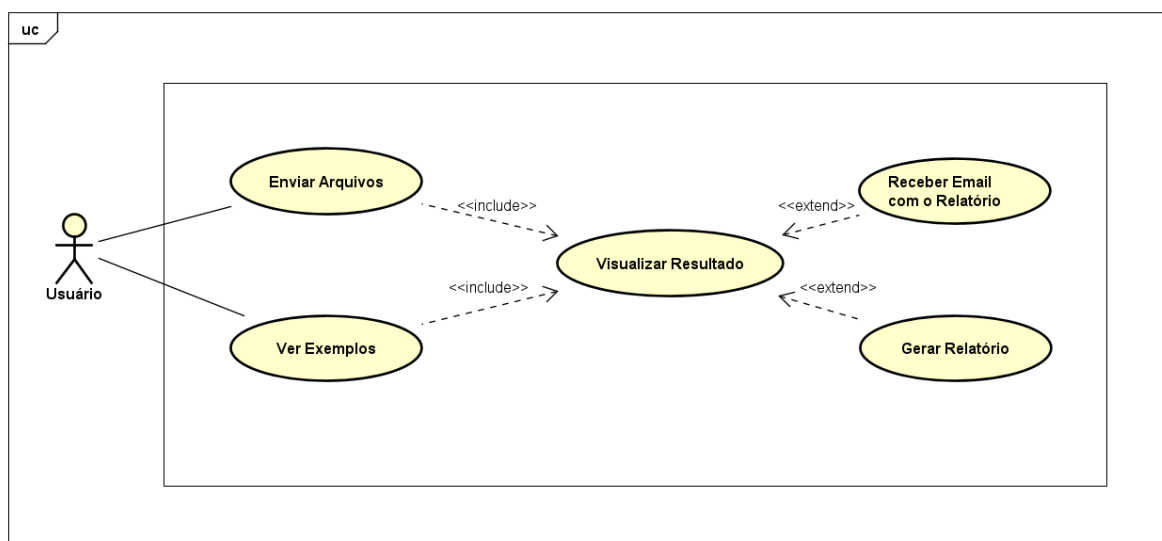 uc
Enviar Arquivos
Receber Email
com o Relatório
<<include>>
<<extend>>
Visualizar Resultado
Usuário
<<include>>
<<extend>>
Ver Exemplos
Gerar Relatório